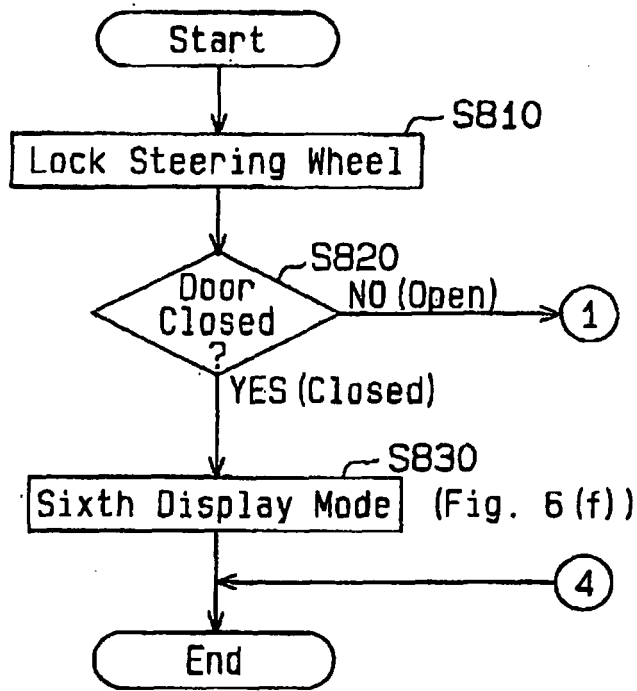 Start
S810
Lock Steering Wheel
S820
Door
Closed
?
NO (Open)
1
YES (Closed)
S830
Sixth Display Mode (Fig. 6 (f))
4
End